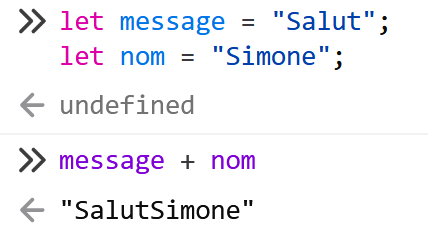 >> let message = "Salut";
let nom = "Simone";
← undefined
>> message + nom
← "SalutSimone"